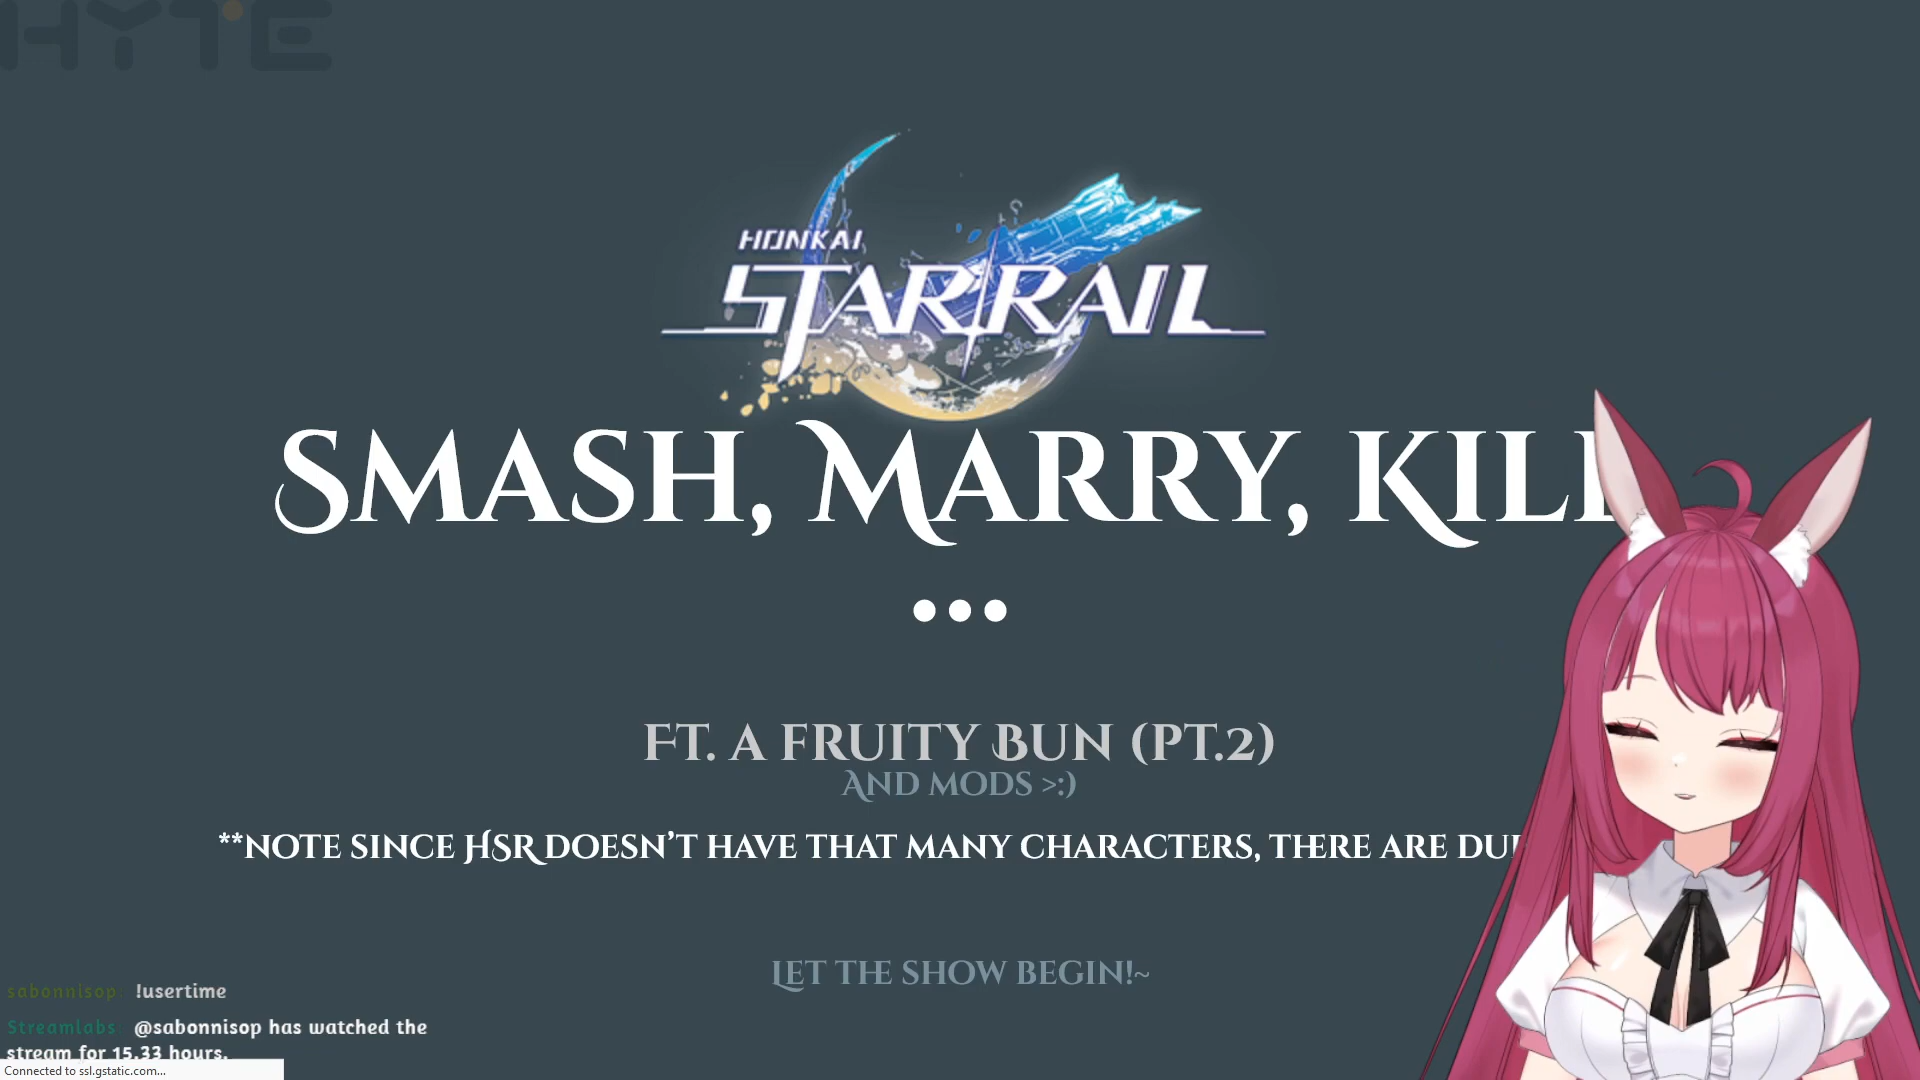 HYTE
HONKAI
STAR RAIL
SMASH, MARRY, KILL
...
FT. A FRUITY BUN (PT.2)
AND MODS >:)
**NOTE SINCE HSR DOESN'T HAVE THAT MANY CHARACTERS, THERE ARE
LET THE SHOW BEGIN!~
sabonnisop: !usertime
Streamlabs: @sabonnisop has watched the
stream for 15.33 hours.
Connected to ssl.gstatic.com...